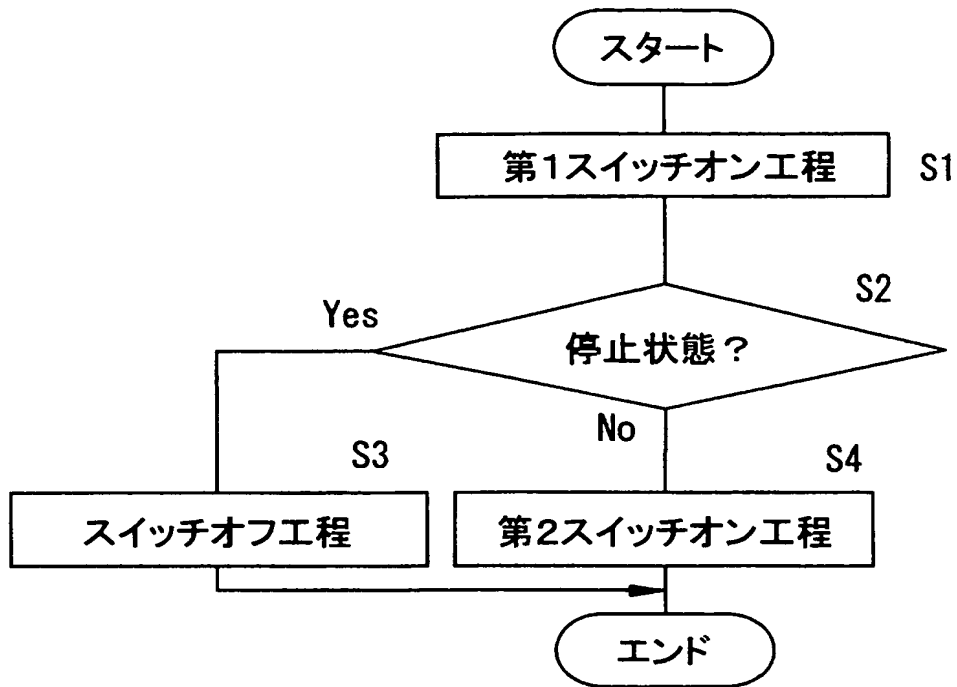 スタート
第1スイッチオン工程
S1
S2
Yes
停止状態？
No
S3
S4
スイッチオフ工程
第2スイッチオン工程
エンド